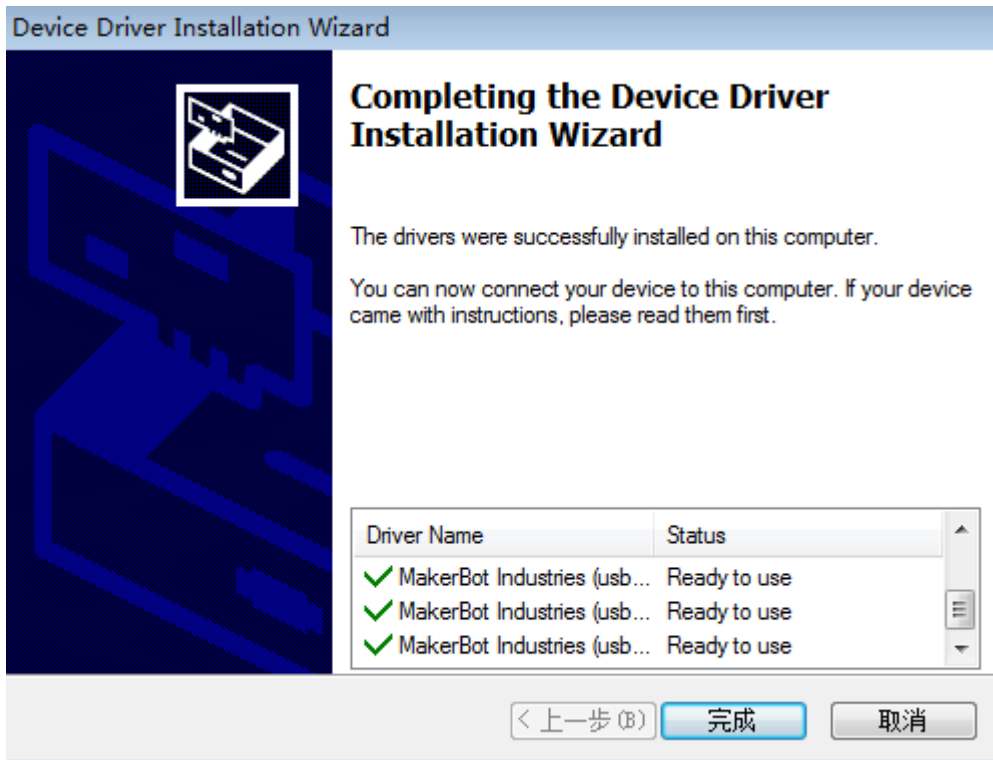 Device Driver Installation Wizard
Completing the Device Driver
Installation Wizard
The drivers were successfully installed on this computer.
You can now connect your device to this computer. If your device
came with instructions, please read them first.
Driver Name Status
MakerBot Industries (usb... Ready to use
MakerBot Industries (usb... Ready to use
MakerBot Industries (usb... Ready to use
< 上一步(B) 完成 取消